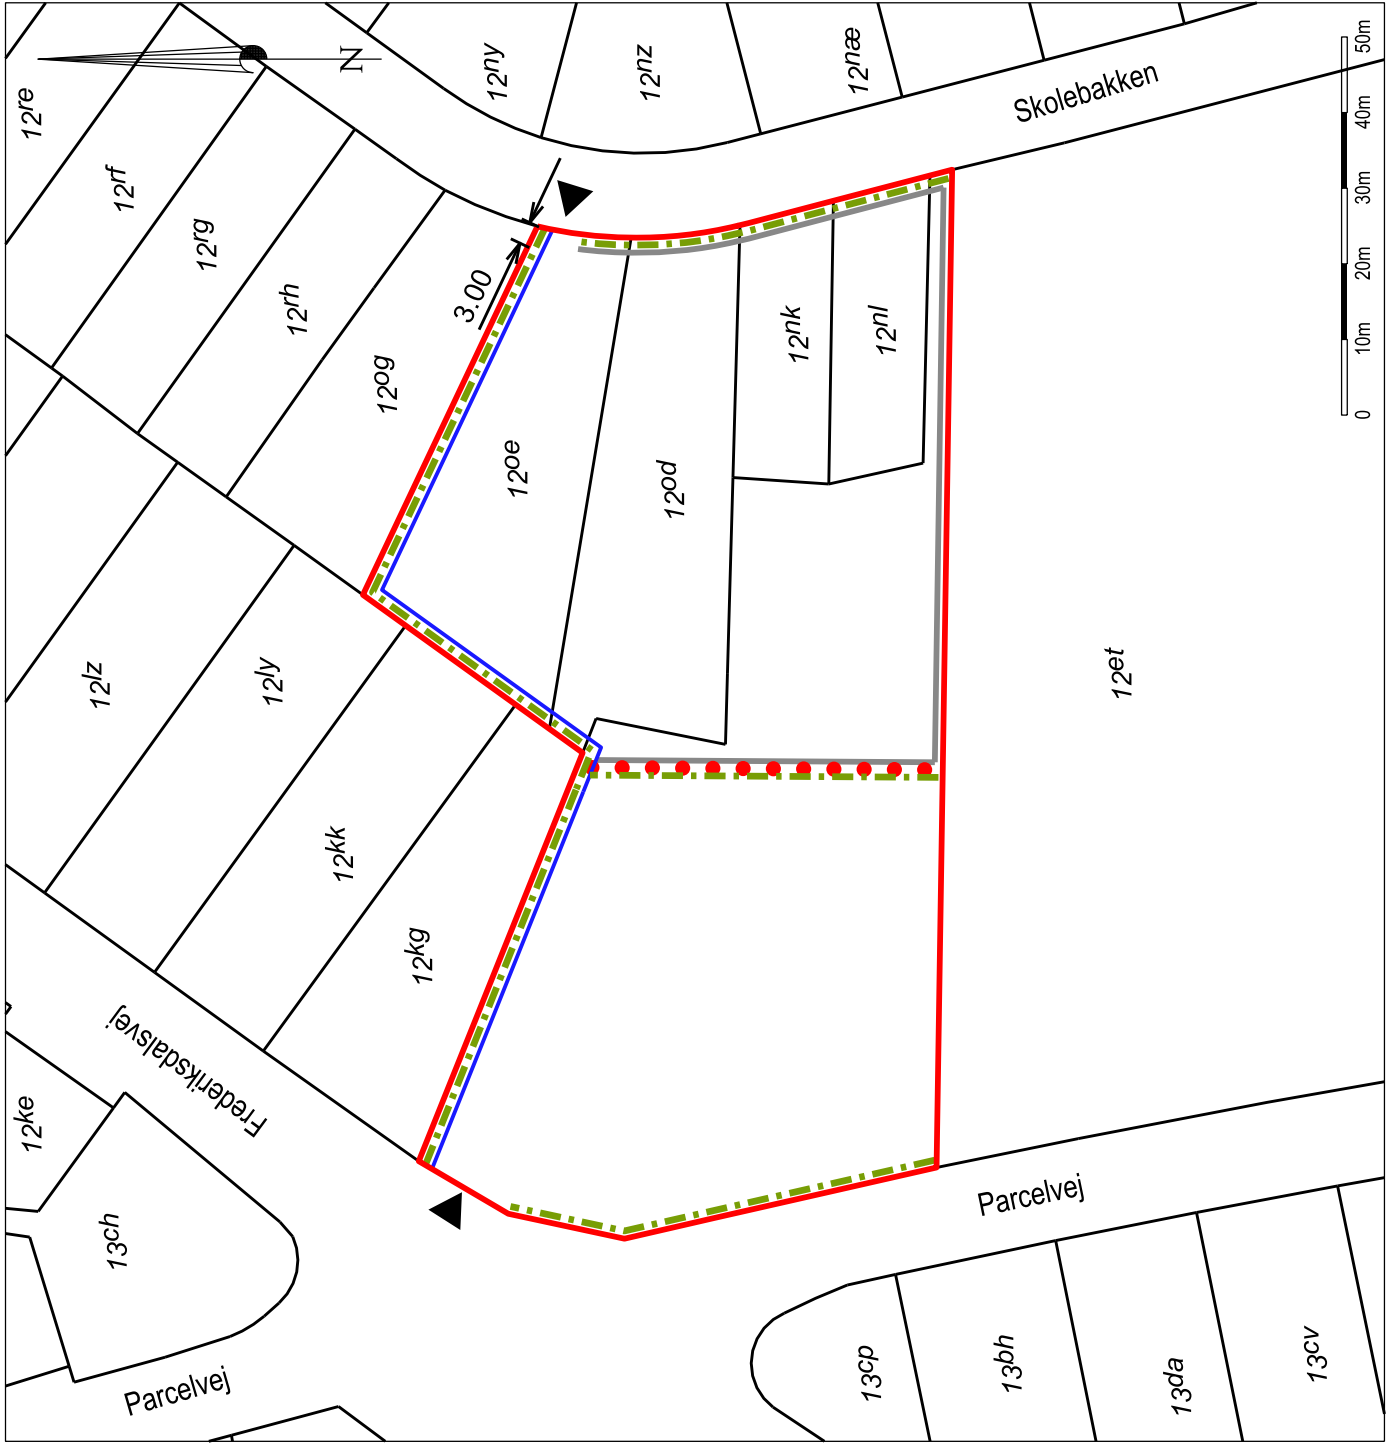 12re
12rf
12rg
12rh
12og
N
12ny
12nz
12næ
Skolebakken
3.00
12oe
12od
12nk
12nl
50m
40m
30m
20m
10m
0
12lz
12ly
12kk
12kg
12et
Frederiksdalsvej
12ke
13ch
Parcelvej
Parcelvej
13cp
13bh
13da
13cv